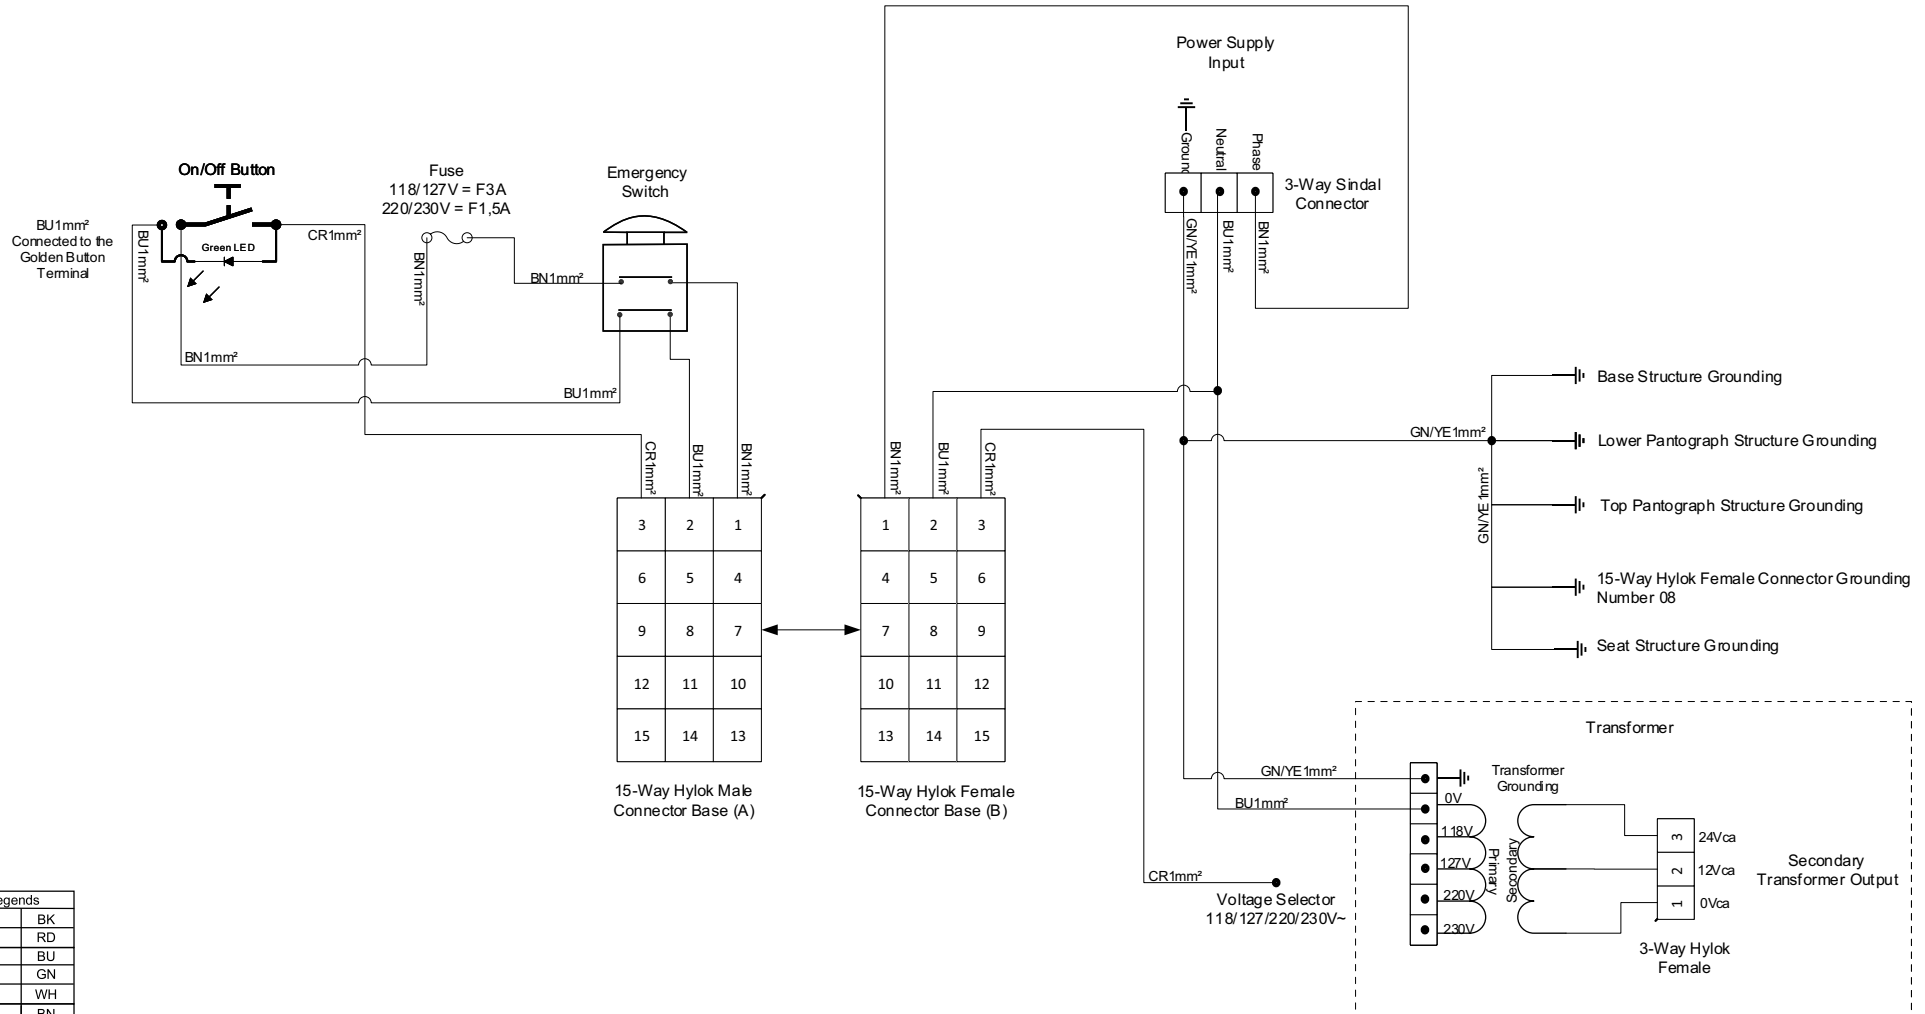 Power Supply
Input
Ground
Neutral
Phase
3-Way Sindal
Connector
GN/YE 1mm²
BU1mm²
BN1mm²
On/Off Button
Green LED
BU1mm²
Connected to the
Golden Button
Terminal
BU1mm²
CR1mm²
BN1mm²
Fuse
118/127V = F3A
220/230V = F1,5A
BN1mm²
BN1mm²
Emergency
Switch
BU1mm²
CR1mm²
BU1mm²
BN1mm²
3 2 1
6 5 4
9 8 7
12 11 10
15 14 13
15-Way Hylok Male
Connector Base (A)
BN1mm²
BU1mm²
CR1mm²
1 2 3
4 5 6
7 8 9
10 11 12
13 14 15
15-Way Hylok Female
Connector Base (B)
GN/YE1mm²
GN/YE 1mm²
Base Structure Grounding
Lower Pantograph Structure Grounding
Top Pantograph Structure Grounding
15-Way Hylok Female Connector Grounding
Number 08
Seat Structure Grounding
Transformer
GN/YE1mm²
BU1mm²
Transformer
Grounding
0V
118V
127V
220V
230V
Primary
Secondary
3
2
1
24Vca
12Vca
0Vca
Secondary
Transformer Output
3-Way Hylok
Female
CR1mm²
Voltage Selector
118/127/220/230V~
egends
BK
RD
BU
GN
WH